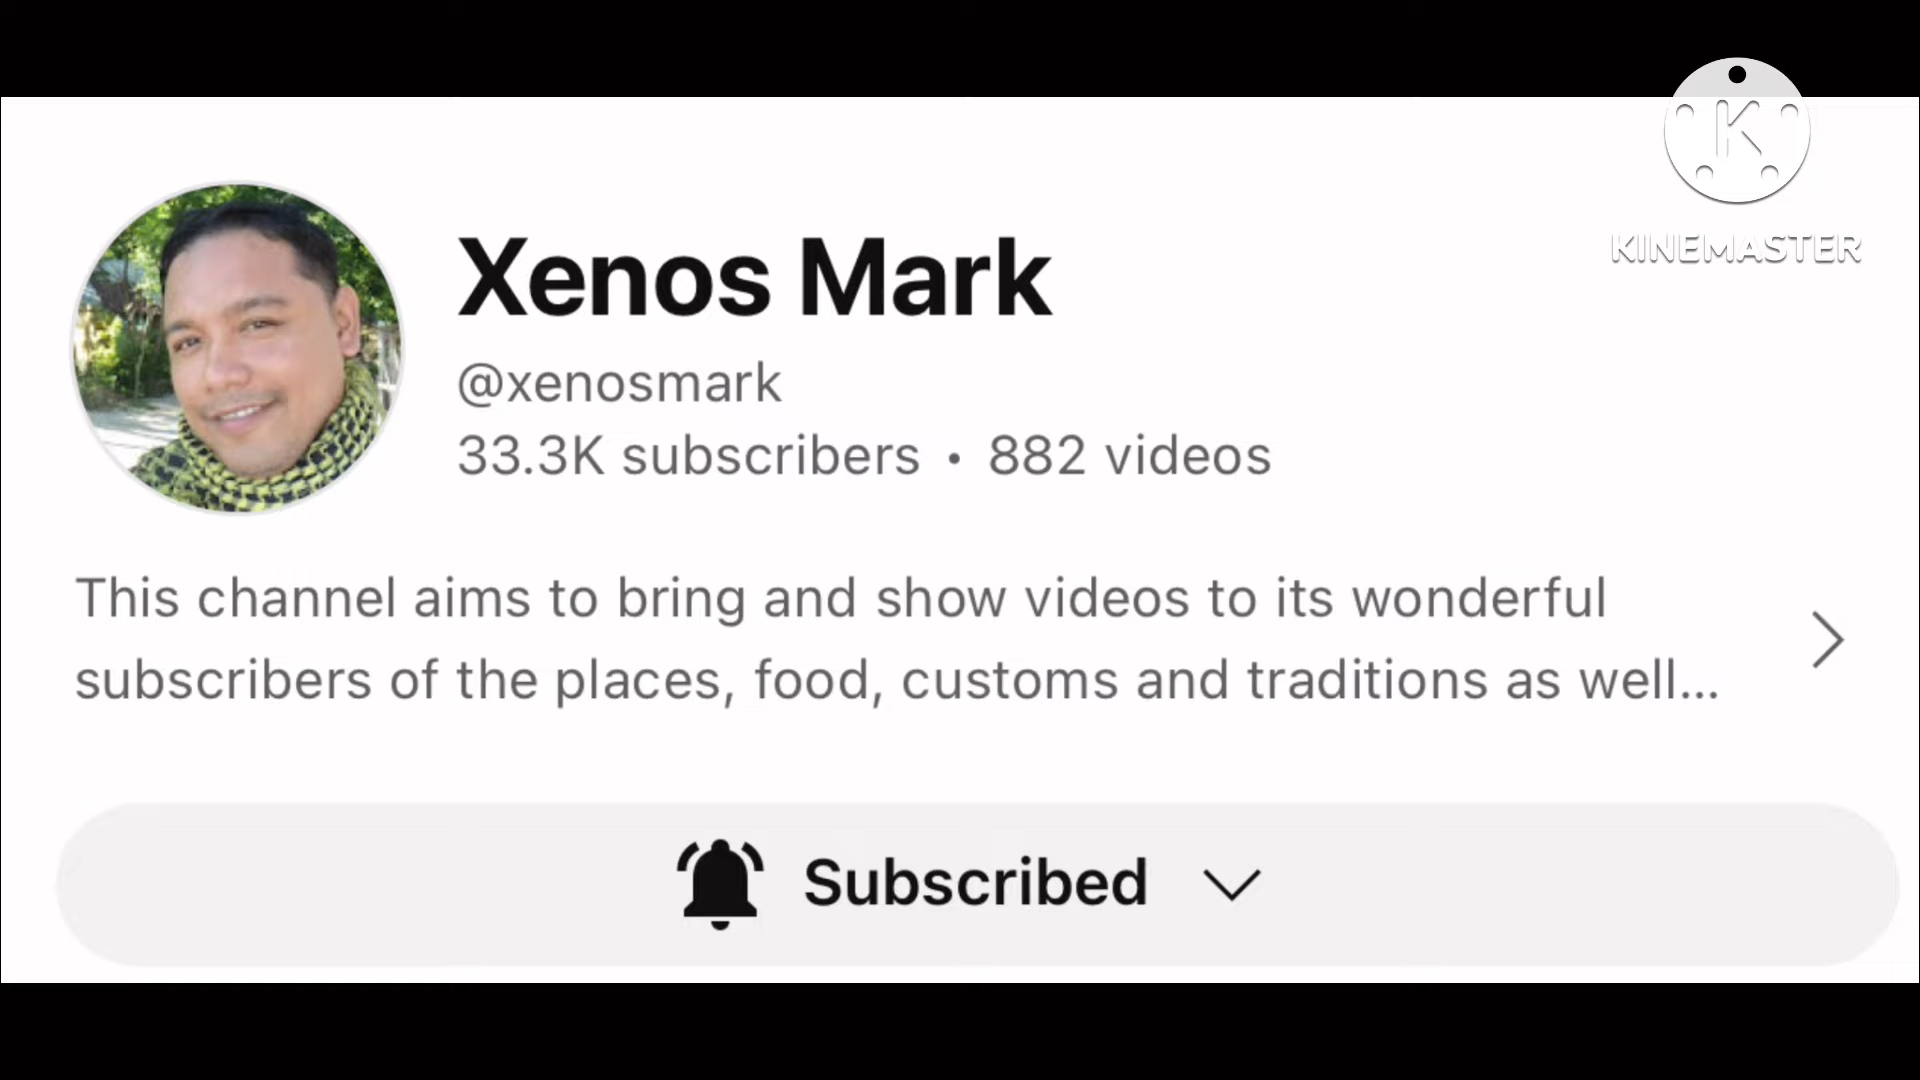 K
KINEMASTER
Xenos Mark
@xenosmark
33.3K subscribers • 882 videos
This channel aims to bring and show videos to its wonderful
subscribers of the places, food, customs and traditions as well...
Subscribed